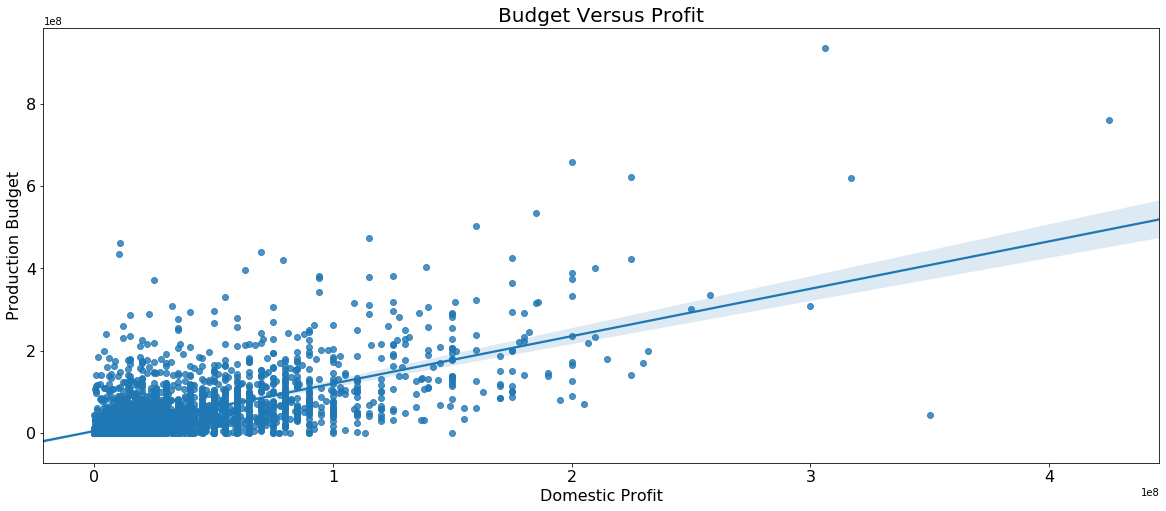 Budget Versus Profit
1e8
8
6
4
2
0
Production Budget
0 1 2 3 4
1e8
Domestic Profit